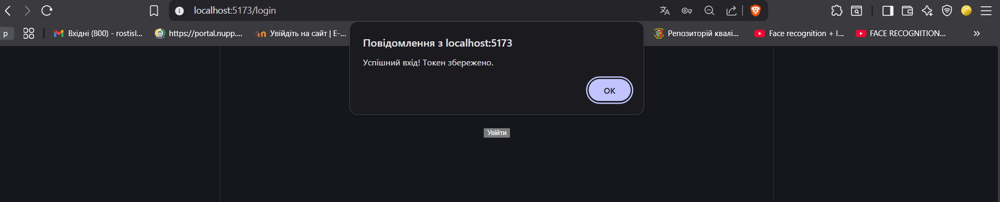 localhost:5173/login
p
Вхідні (800) - rostisl...
https://portal.nupp....
Увійдіть на сайт | E-...
Репозиторій квалі...
Face recognition + l...
FACE RECOGNITION...
Повідомлення з localhost:5173
Успішний вхід! Токен збережено.
ОК
Увійти